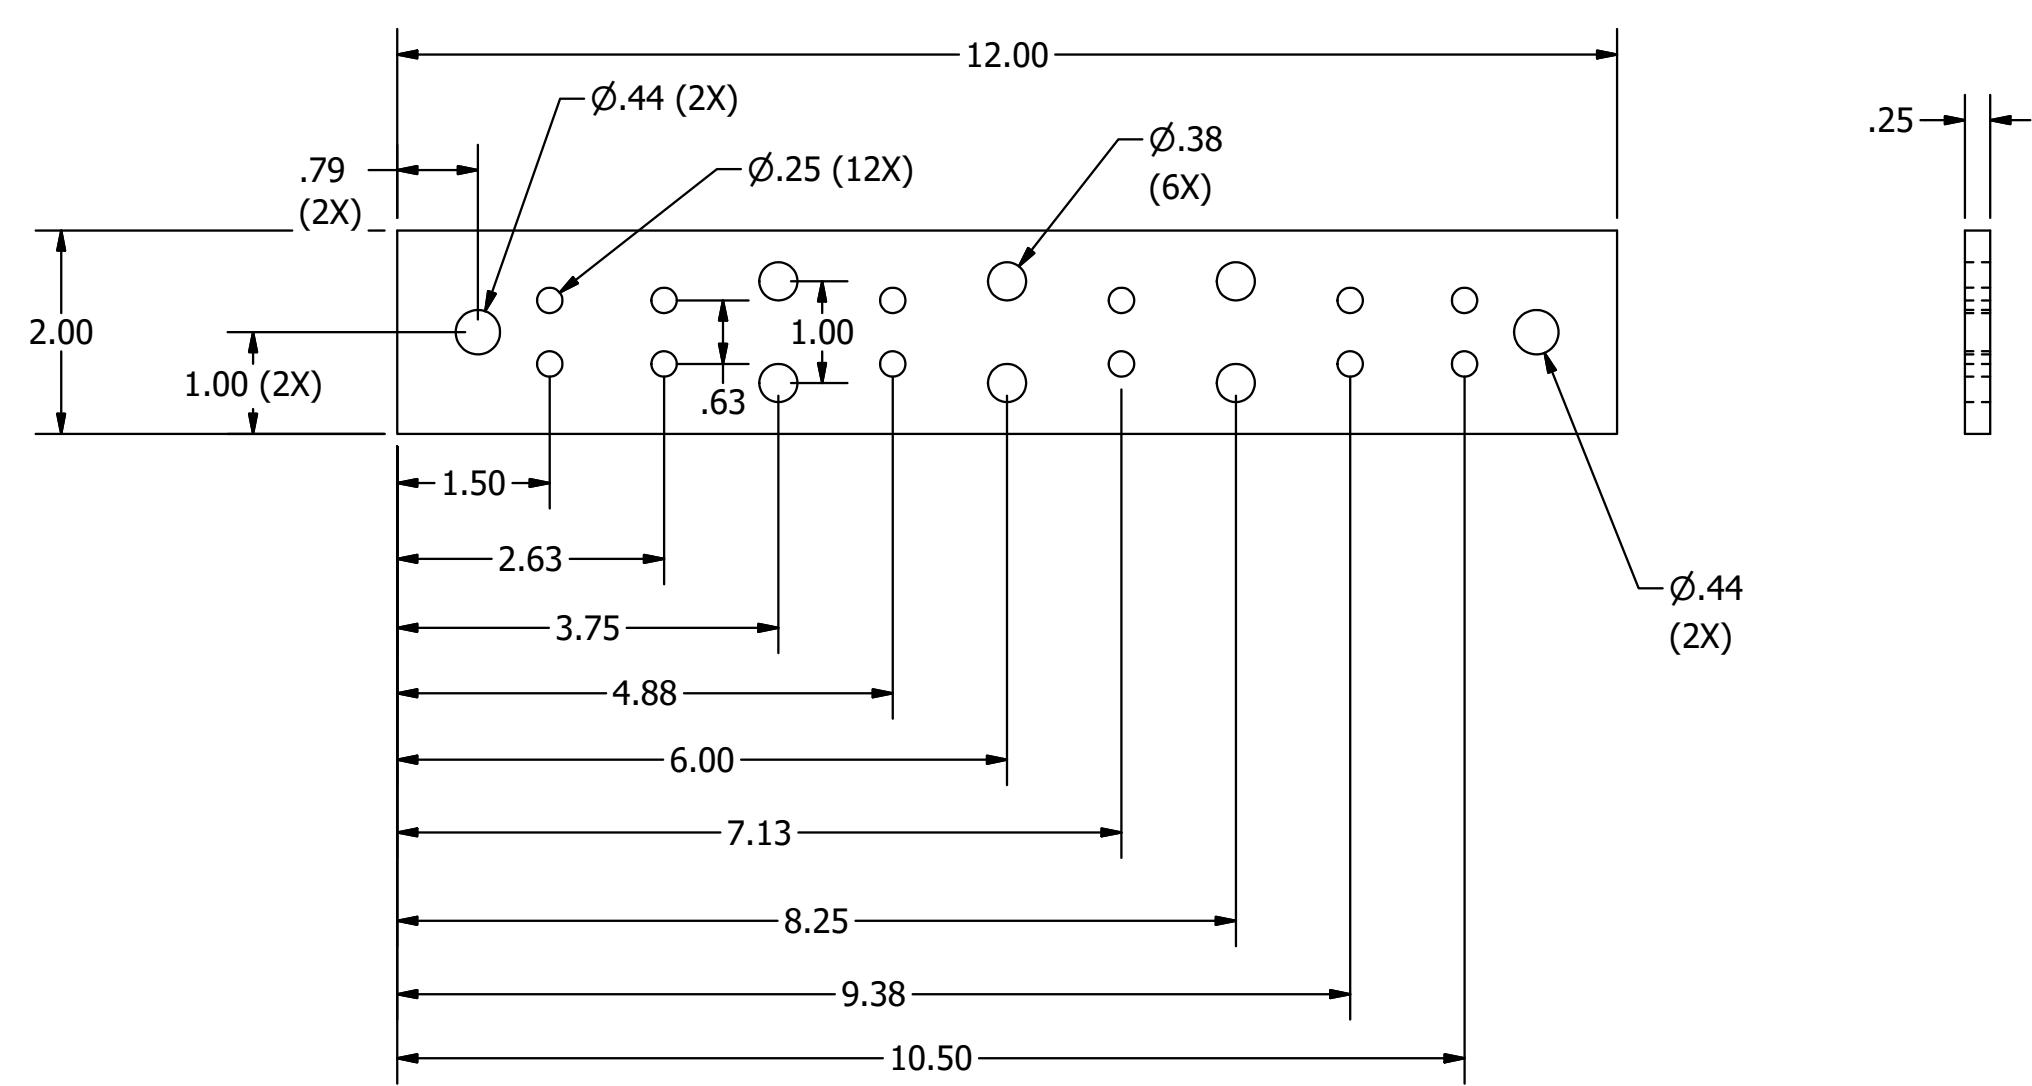 12.00
Ø.44 (2X)
.25
Ø.38
(6X)
.79
(2X)
Ø.25 (12X)
2.00
1.00
1.00 (2X)
.63
1.50
2.63
Ø.44
(2X)
3.75
4.88
6.00
7.13
8.25
9.38
10.50